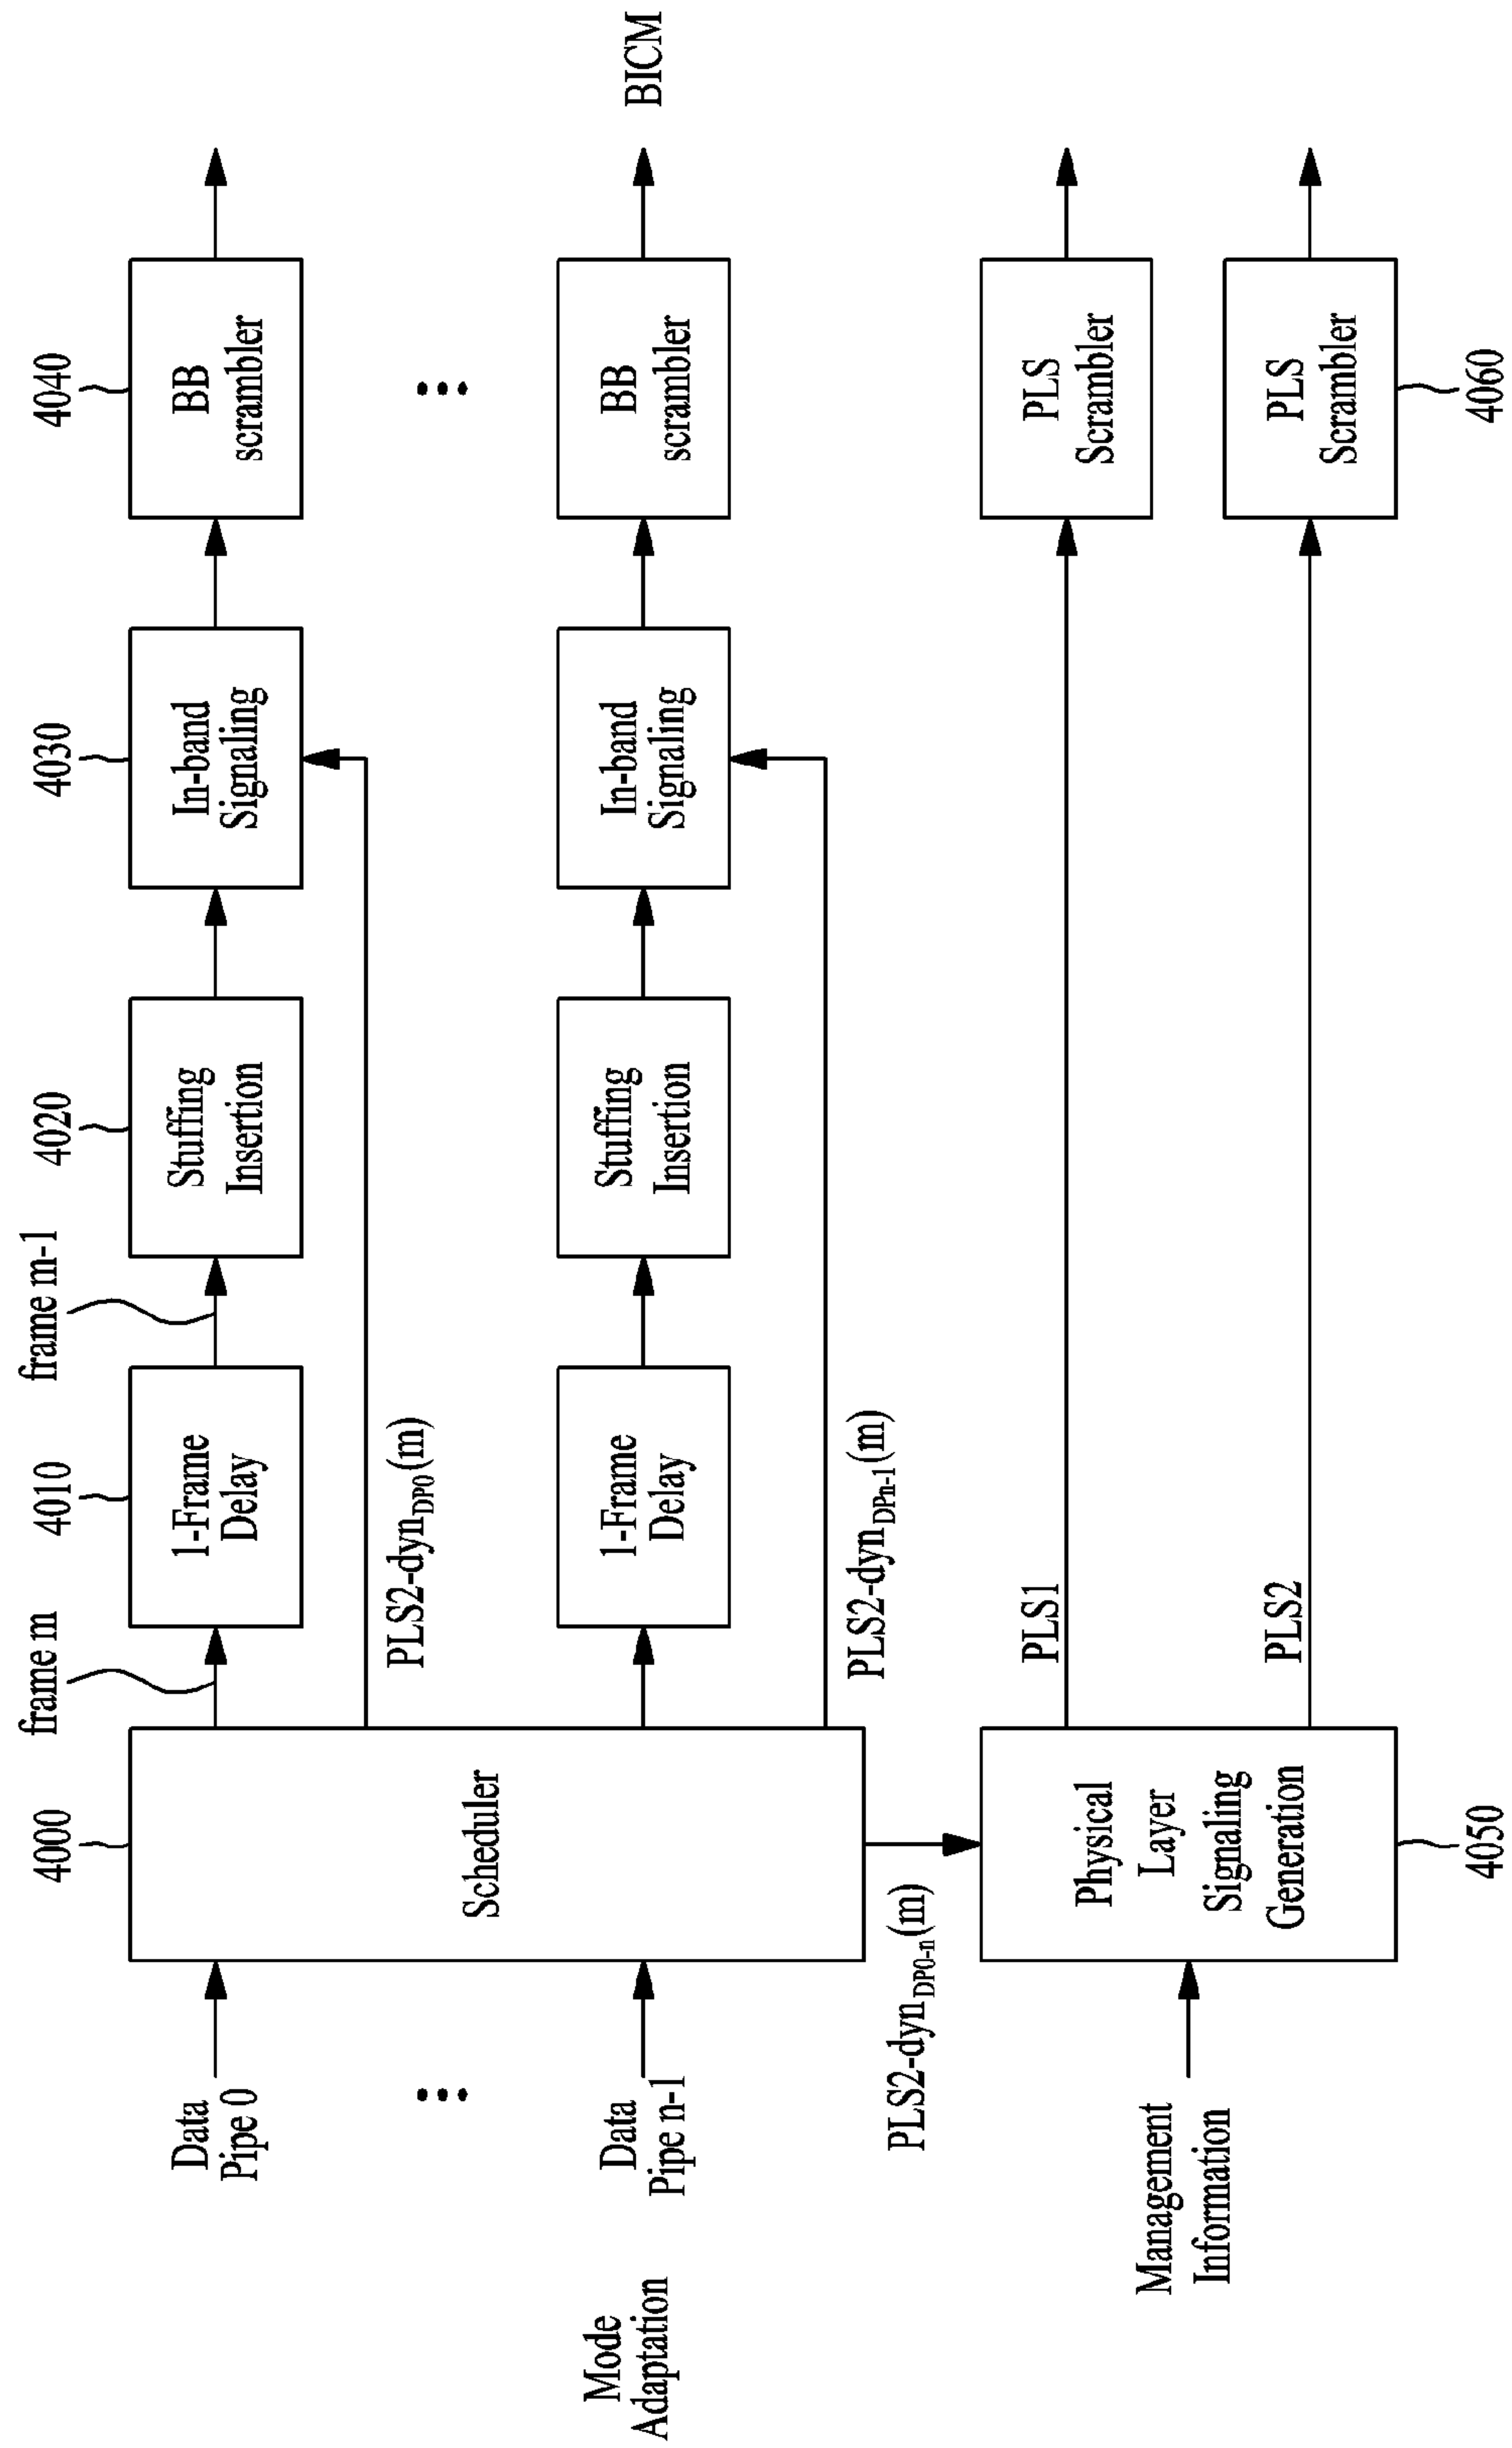 4000
frame m
4010
frame m-1
4020
4030
4040
Data
Pipe 0
1-Frame
Delay
Stuffing
Insertion
In-band
Signaling
BB
scrambler
PLS2-dynDP0(m)
Mode
Adaptation
Data
Pipe n-1
Scheduler
1-Frame
Delay
Stuffing
Insertion
In-band
Signaling
BB
scrambler
BICM
PLS2-dynDPn-1(m)
PLS2-dynDP0-n(m)
Management
Information
Physical
Layer
Signaling
Generation
PLS1
PLS
Scrambler
PLS2
PLS
Scrambler
4050
4060